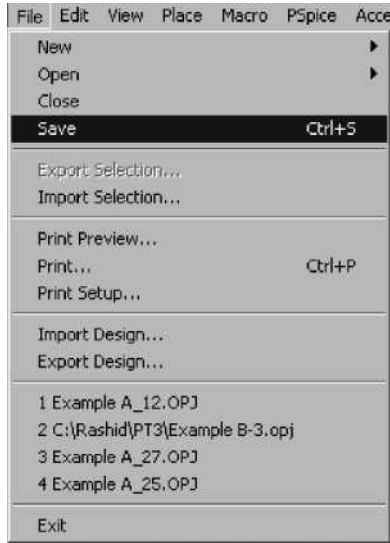 File Edit View Place Macro PSpice Acce
New
Open
Close
Save Ctrl+S
Export Selection...
Import Selection...
Print Preview...
Print... Ctrl+P
Print Setup...
Import Design...
Export Design...
1 Example A_12.OPJ
2 C:\Rashid\PT3\Example B-3.opj
3 Example A_27.OPJ
4 Example A_25.OPJ
Exit